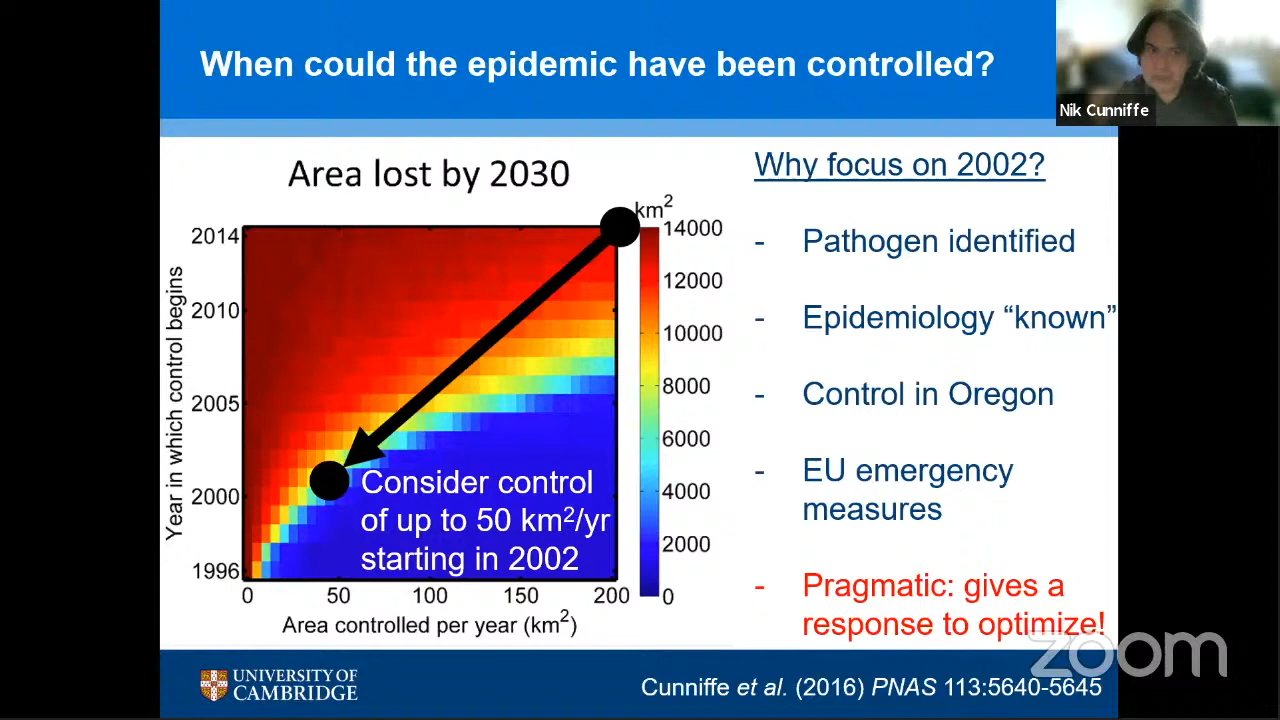 When could the epidemic have been controlled?
Nik Cunniffe
Area lost by 2030
km2
2014
2010
2005
2000
1996
Year in which control begins
0
50
100
150
200
Area controlled per year (km2)
14000
12000
10000
8000
6000
4000
2000
0
Consider control
of up to 50 km2/yr
starting in 2002
Why focus on 2002?
- Pathogen identified
- Epidemiology “known”
- Control in Oregon
- EU emergency
measures
- Pragmatic: gives a
response to optimize!
zoom
UNIVERSITY OF
CAMBRIDGE
Cunniffe et al. (2016) PNAS 113:5640-5645